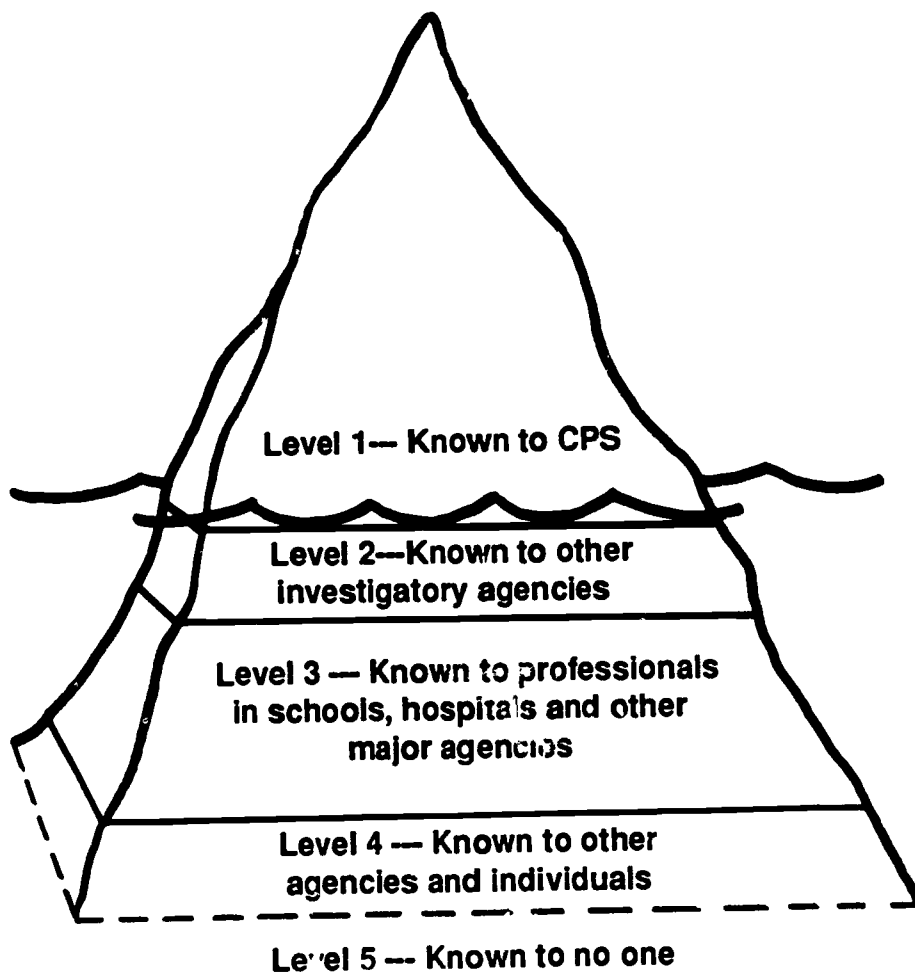 Level 1--- Known to CPS
Level 2---Known to other
investigatory agencies
Level 3 --- Known to professionals
in schools, hospitals and other
major agencies
Level 4 --- Known to other
agencies and individuals
Level 5 --- Known to no one